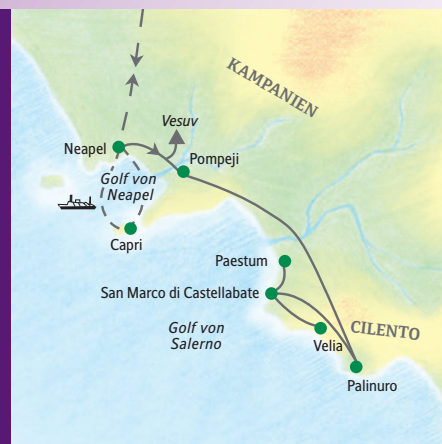 KAMPANIEN
Vesuv
Neapel
Pompeji
Golf von
Neapel
Capri
Paestum
San Marco di Castellabate
Golf von
Salerno
CILENTO
Velia
Palinuro